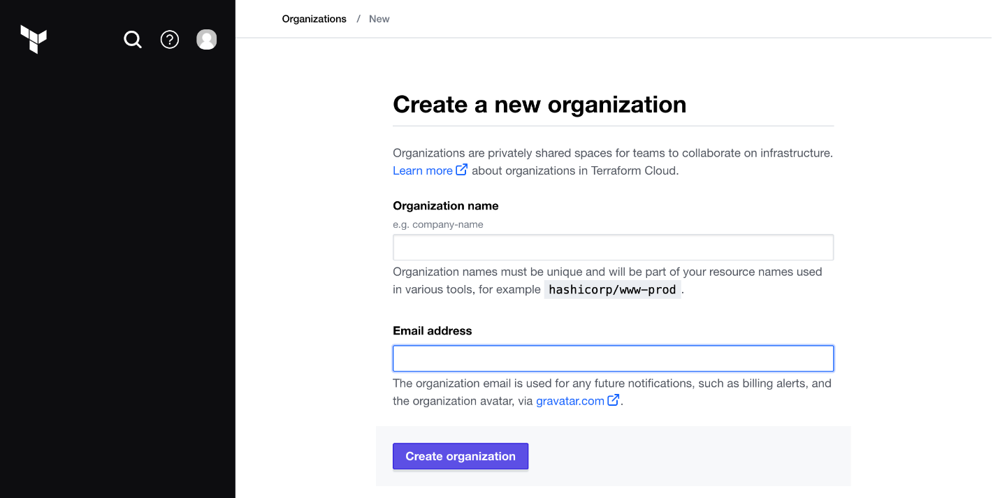 Organizations / New
Create a new organization
Organizations are privately shared spaces for teams to collaborate on infrastructure.
Learn more about organizations in Terraform Cloud.
Organization name
e.g. company-name
Organization names must be unique and will be part of your resource names used
in various tools, for example hashicorp/www-prod.
Email address
The organization email is used for any future notifications, such as billing alerts, and
the organization avatar, via gravatar.com.
Create organization